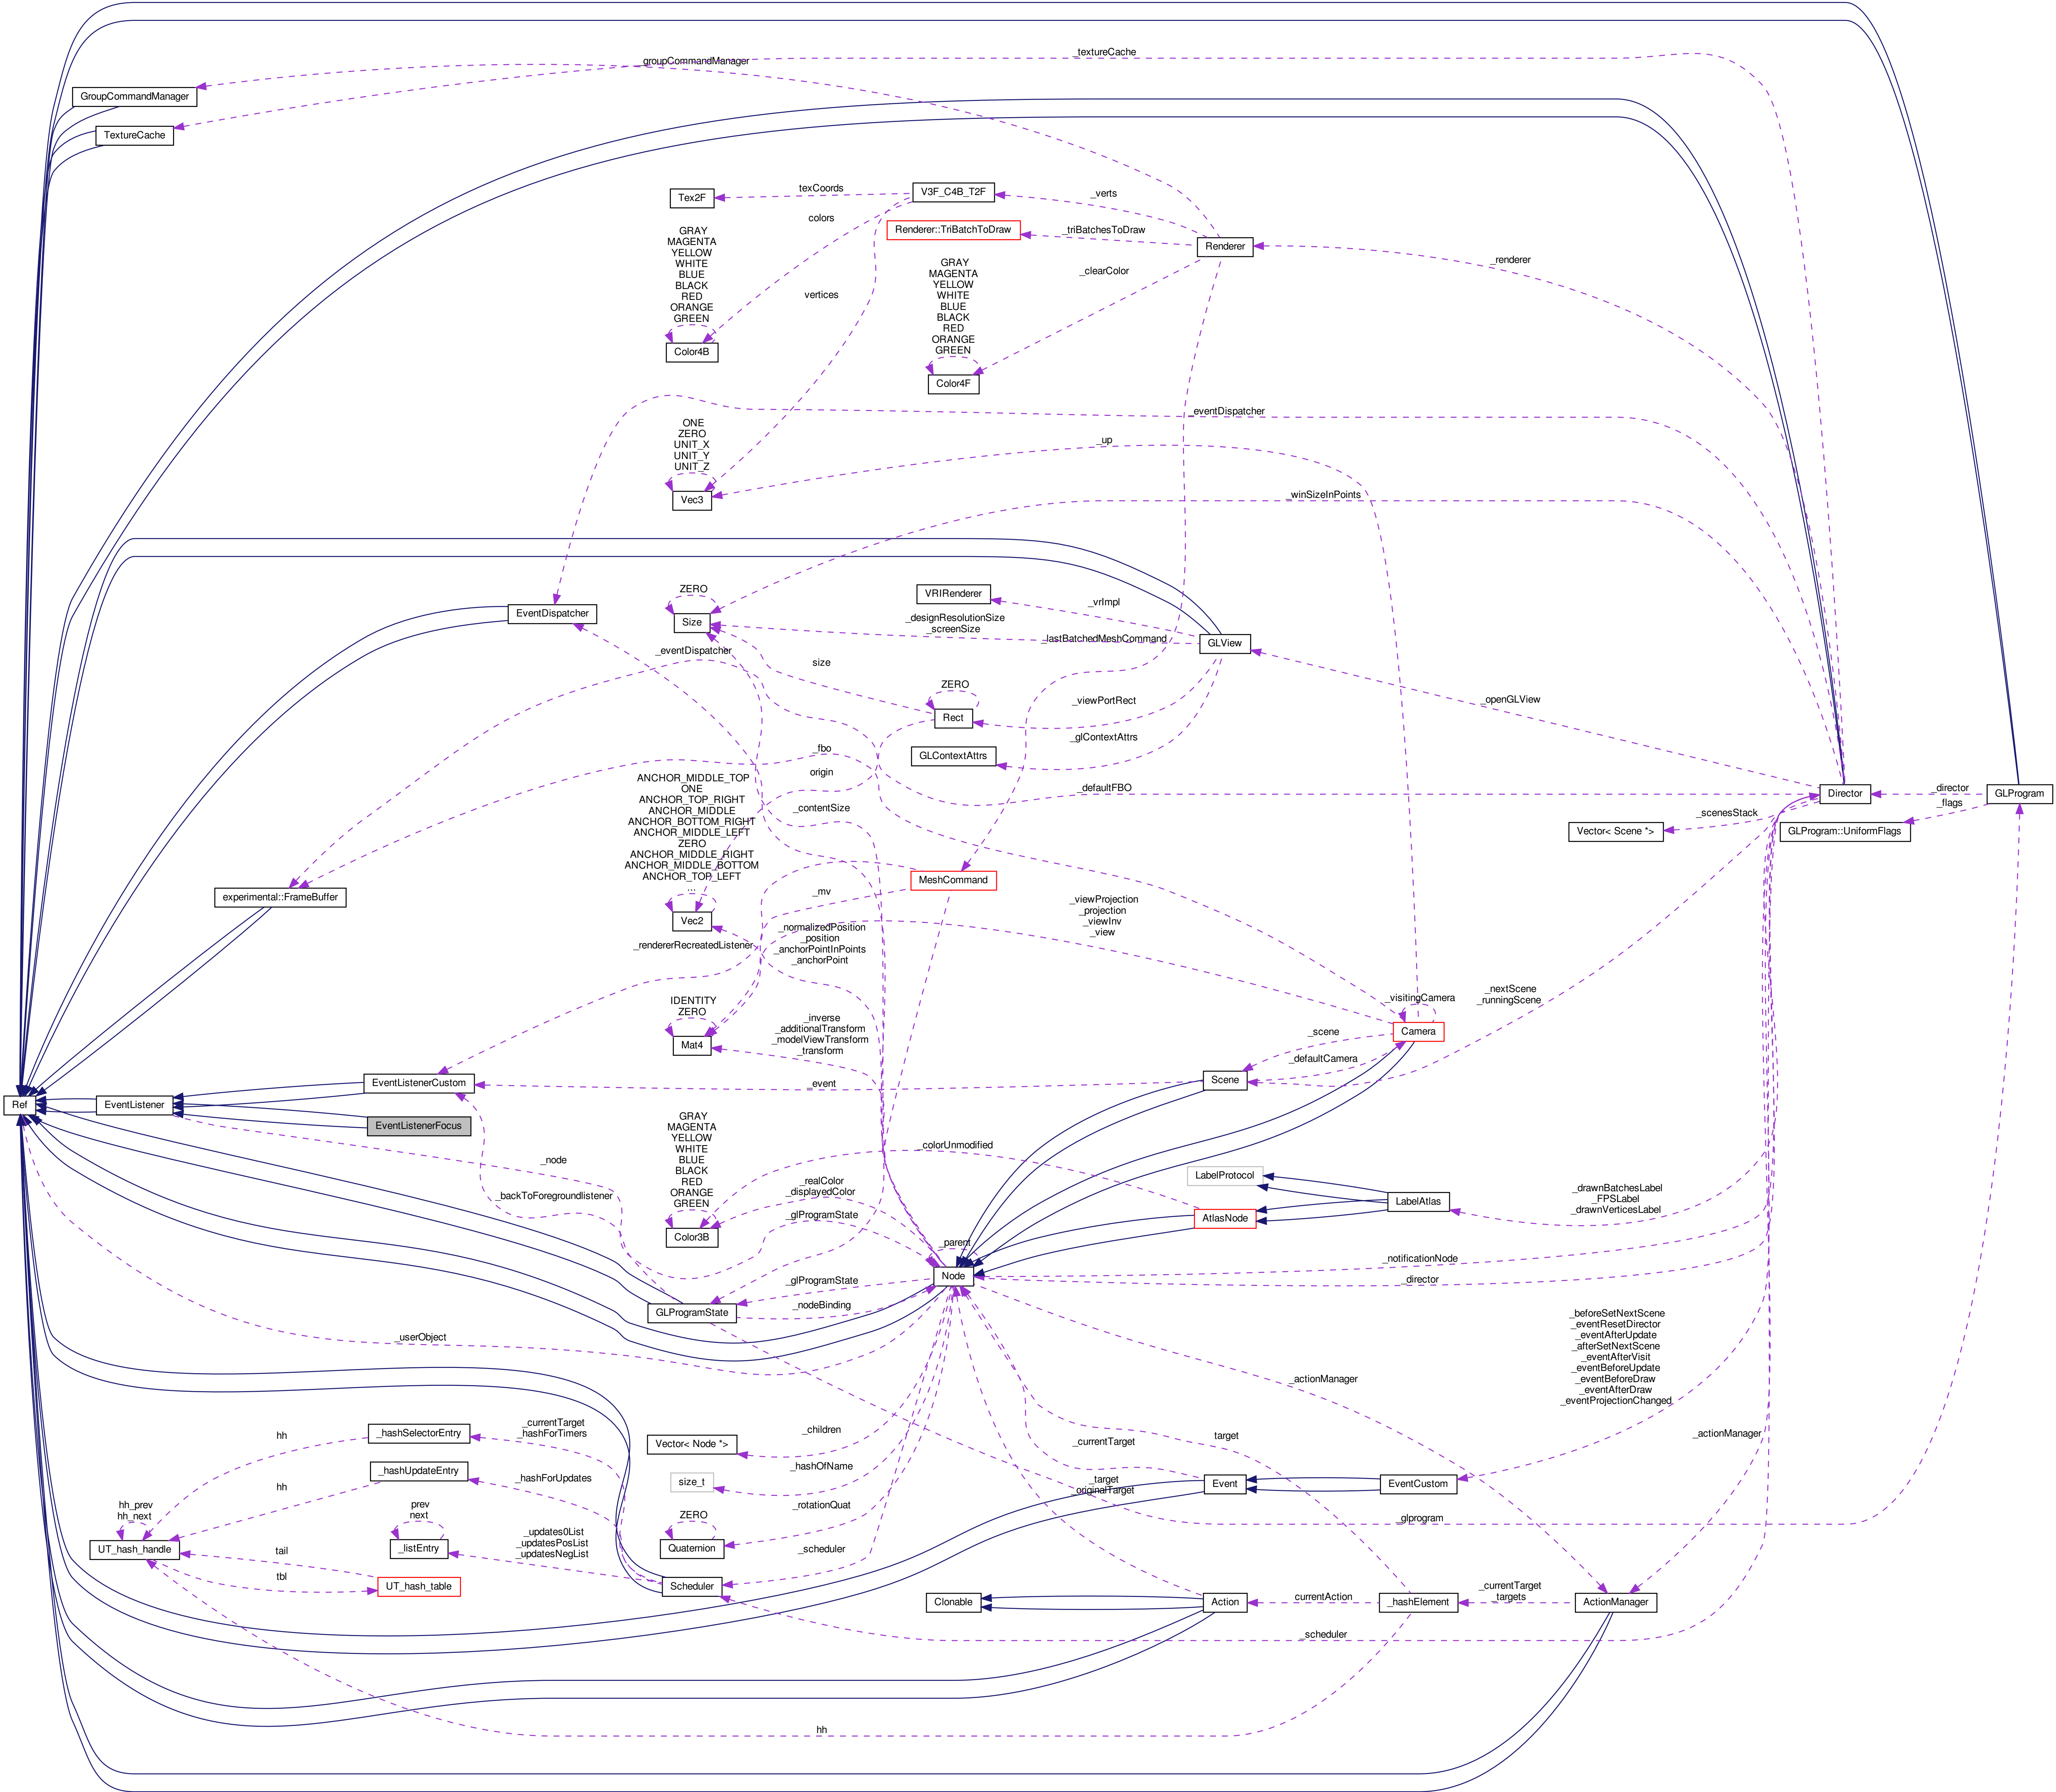 _textureCache
_groupCommandManager
GroupCommandManager
TextureCache
texCoords
V3F_C4B_T2F
_verts
Tex2F
colors
Renderer::TriBatchToDraw
_triBatchesToDraw
Renderer
_renderer
GRAY
MAGENTA
YELLOW
WHITE
BLUE
BLACK
RED
ORANGE
GREEN
Color4B
vertices
GRAY
MAGENTA
YELLOW
WHITE
BLUE
BLACK
RED
ORANGE
GREEN
Color4F
_clearColor
_eventDispatcher
ONE
ZERO
UNIT_X
UNIT_Y
UNIT_Z
Vec3
_up
_winSizeInPoints
EventDispatcher
ZERO
Size
VRIRenderer
_vrImpl
_designResolutionSize
_screenSize
_lastBatchedMeshCommand
GLView
_eventDispatcher
size
ZERO
Rect
_viewPortRect
_openGLView
_fbo
GLContextAttrs
_glContextAttrs
origin
_defaultFBO
Director
_director
GLProgram
_scenesStack
_flags
Vector< Scene *>
GLProgram::UniformFlags
ANCHOR_MIDDLE_TOP
ONE
ANCHOR_TOP_RIGHT
ANCHOR_MIDDLE
ANCHOR_BOTTOM_RIGHT
ANCHOR_MIDDLE_LEFT
ZERO
ANCHOR_MIDDLE_RIGHT
ANCHOR_MIDDLE_BOTTOM
ANCHOR_TOP_LEFT
...
Vec2
_contentSize
experimental::FrameBuffer
_mv
MeshCommand
_viewProjection
_projection
_viewInv
_view
_rendererRecreatedListener
_normalizedPosition
_position
_anchorPointInPoints
_anchorPoint
_nextScene
_runningScene
IDENTITY
ZERO
Mat4
_inverse
_additionalTransform
_modelViewTransform
_transform
_visitingCamera
Camera
_scene
_defaultCamera
Scene
EventListenerCustom
_event
Ref
EventListener
EventListenerFocus
GRAY
MAGENTA
YELLOW
WHITE
BLUE
BLACK
RED
ORANGE
GREEN
Color3B
_colorUnmodified
_node
_backToForegroundlistener
_realColor
_displayedColor
_glProgramState
LabelProtocol
LabelAtlas
AtlasNode
_drawnBatchesLabel
_FPSLabel
_drawnVerticesLabel
_parent
Node
_notificationNode
_director
_glProgramState
_nodeBinding
GLProgramState
_userObject
_beforeSetNextScene
_eventResetDirector
_eventAfterUpdate
_afterSetNextScene
_eventAfterVisit
_eventBeforeUpdate
_eventBeforeDraw
_eventAfterDraw
_eventProjectionChanged
_actionManager
_hashSelectorEntry
_currentTarget
_hashForTimers
hh
Vector< Node *>
_children
_currentTarget
target
_actionManager
_hashUpdateEntry
_hashForUpdates
hh
size_t
_hashOfName
_target
_originalTarget
Event
EventCustom
hh_prev
hh_next
UT_hash_handle
prev
next
_listEntry
ZERO
Quaternion
_rotationQuat
_glprogram
_updates0List
_updatesPosList
_updatesNegList
_scheduler
tail
tbl
UT_hash_table
Scheduler
Clonable
Action
currentAction
_hashElement
_currentTarget
_targets
ActionManager
_scheduler
hh